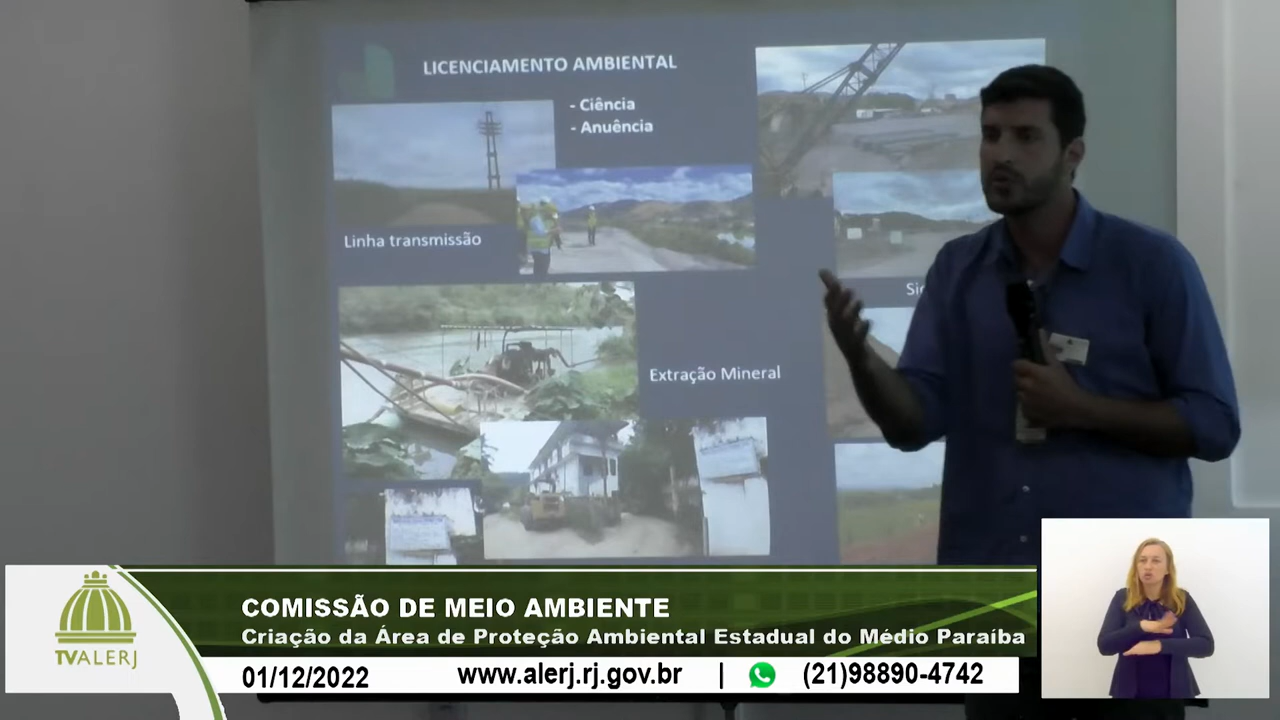 LICENCIAMENTO AMBIENTAL
- Ciência
- Anuência
Linha transmissão
Extração Mineral
COMISSÃO DE MEIO AMBIENTE
Criação da Área de Proteção Ambiental Estadual do Médio Paraíba
TVALERJ
01/12/2022 www.alerj.rj.gov.br | (21)98890-4742